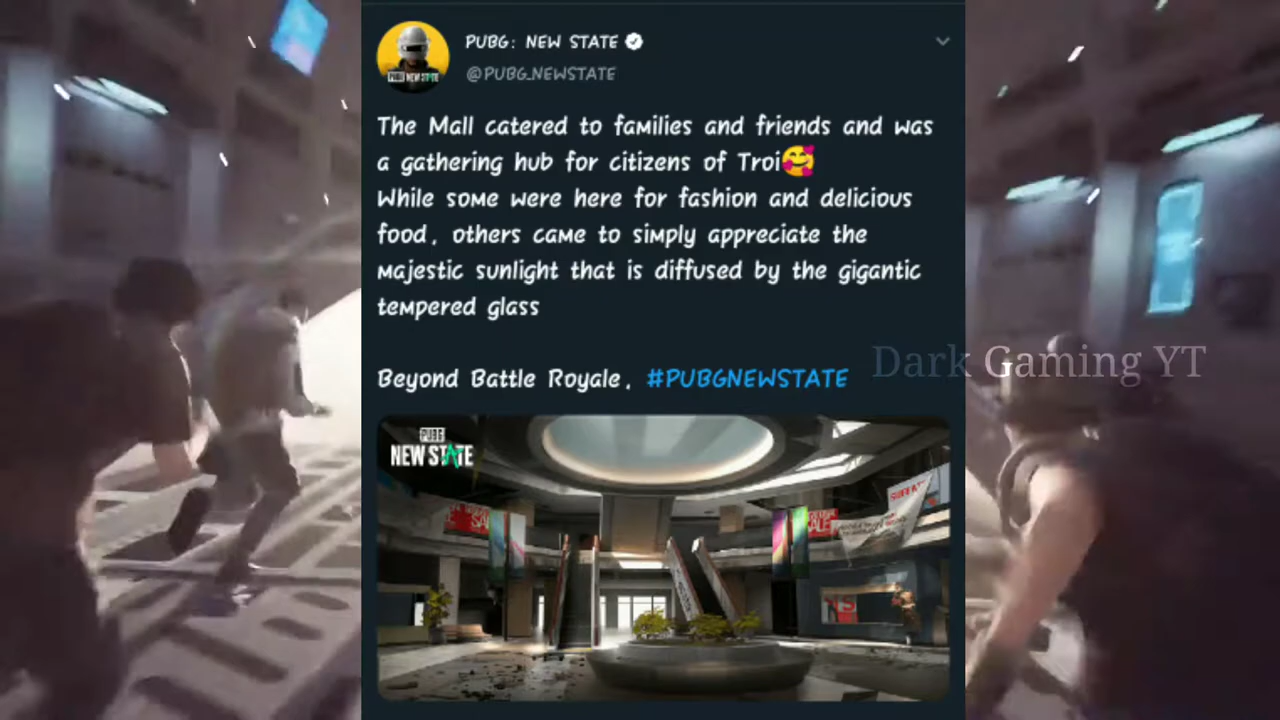 PUBG: NEW STATE
@PUBG_NEWSTATE
The Mall catered to families and friends and was
a gathering hub for citizens of Troi🥰
While some were here for fashion and delicious
food, others came to simply appreciate the
majestic sunlight that is diffused by the gigantic
tempered glass
Dark Gaming YT
Beyond Battle Royale, #PUBGNEWSTATE
PUBG
NEW STATE
SALE